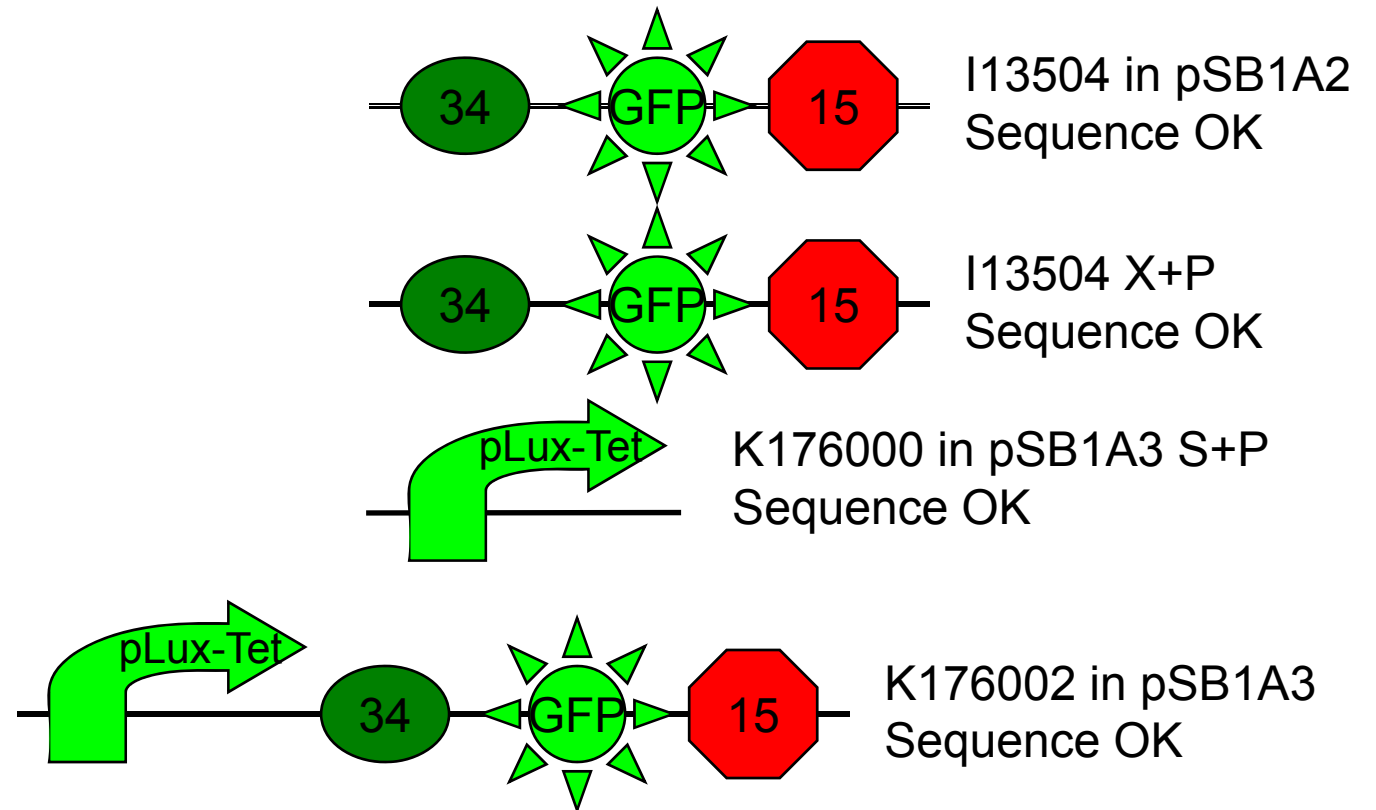 34 GFP 15 I13504 in pSB1A2
Sequence OK
34 GFP 15 I13504 X+P
Sequence OK
pLux-Tet K176000 in pSB1A3 S+P
Sequence OK
pLux-Tet 34 GFP 15 K176002 in pSB1A3
Sequence OK